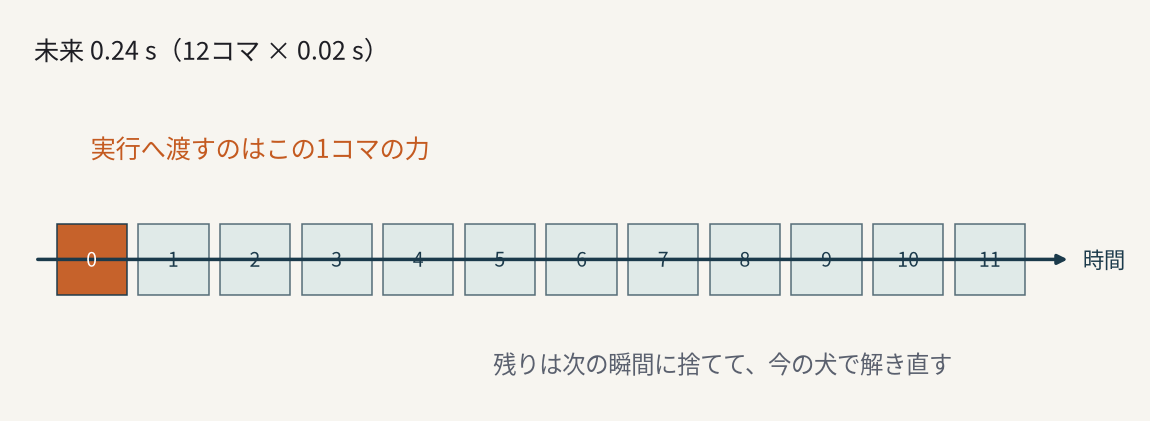 未来 0.24 s（12コマ × 0.02 s）
実行へ渡すのはこの1コマの力
0 1 2 3 4 5 6 7 8 9 10 11 時間
残りは次の瞬間に捨てて、今の犬で解き直す